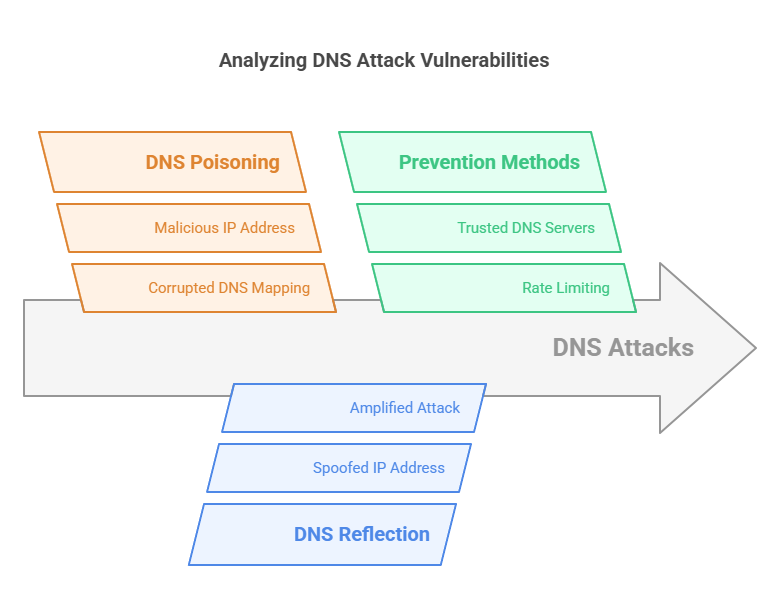 Analyzing DNS Attack Vulnerabilities
DNS Poisoning
Malicious IP Address
Corrupted DNS Mapping
Prevention Methods
Trusted DNS Servers
Rate Limiting
DNS Attacks
Amplified Attack
Spoofed IP Address
DNS Reflection